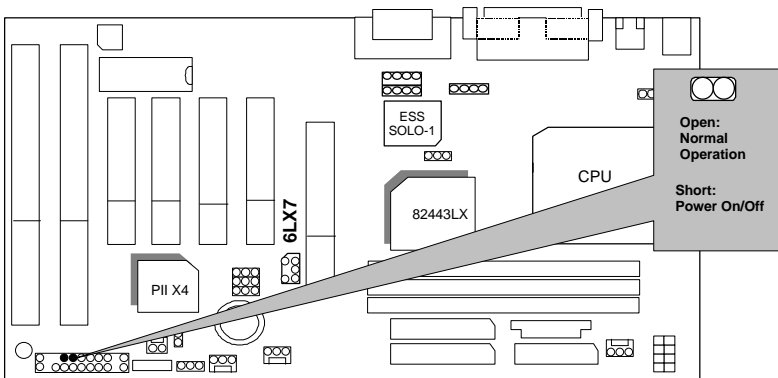 ESS
SOLO-1
Open:
Normal
Operation
Short:
Power On/Off
CPU
82443LX
6LX7
PII X4